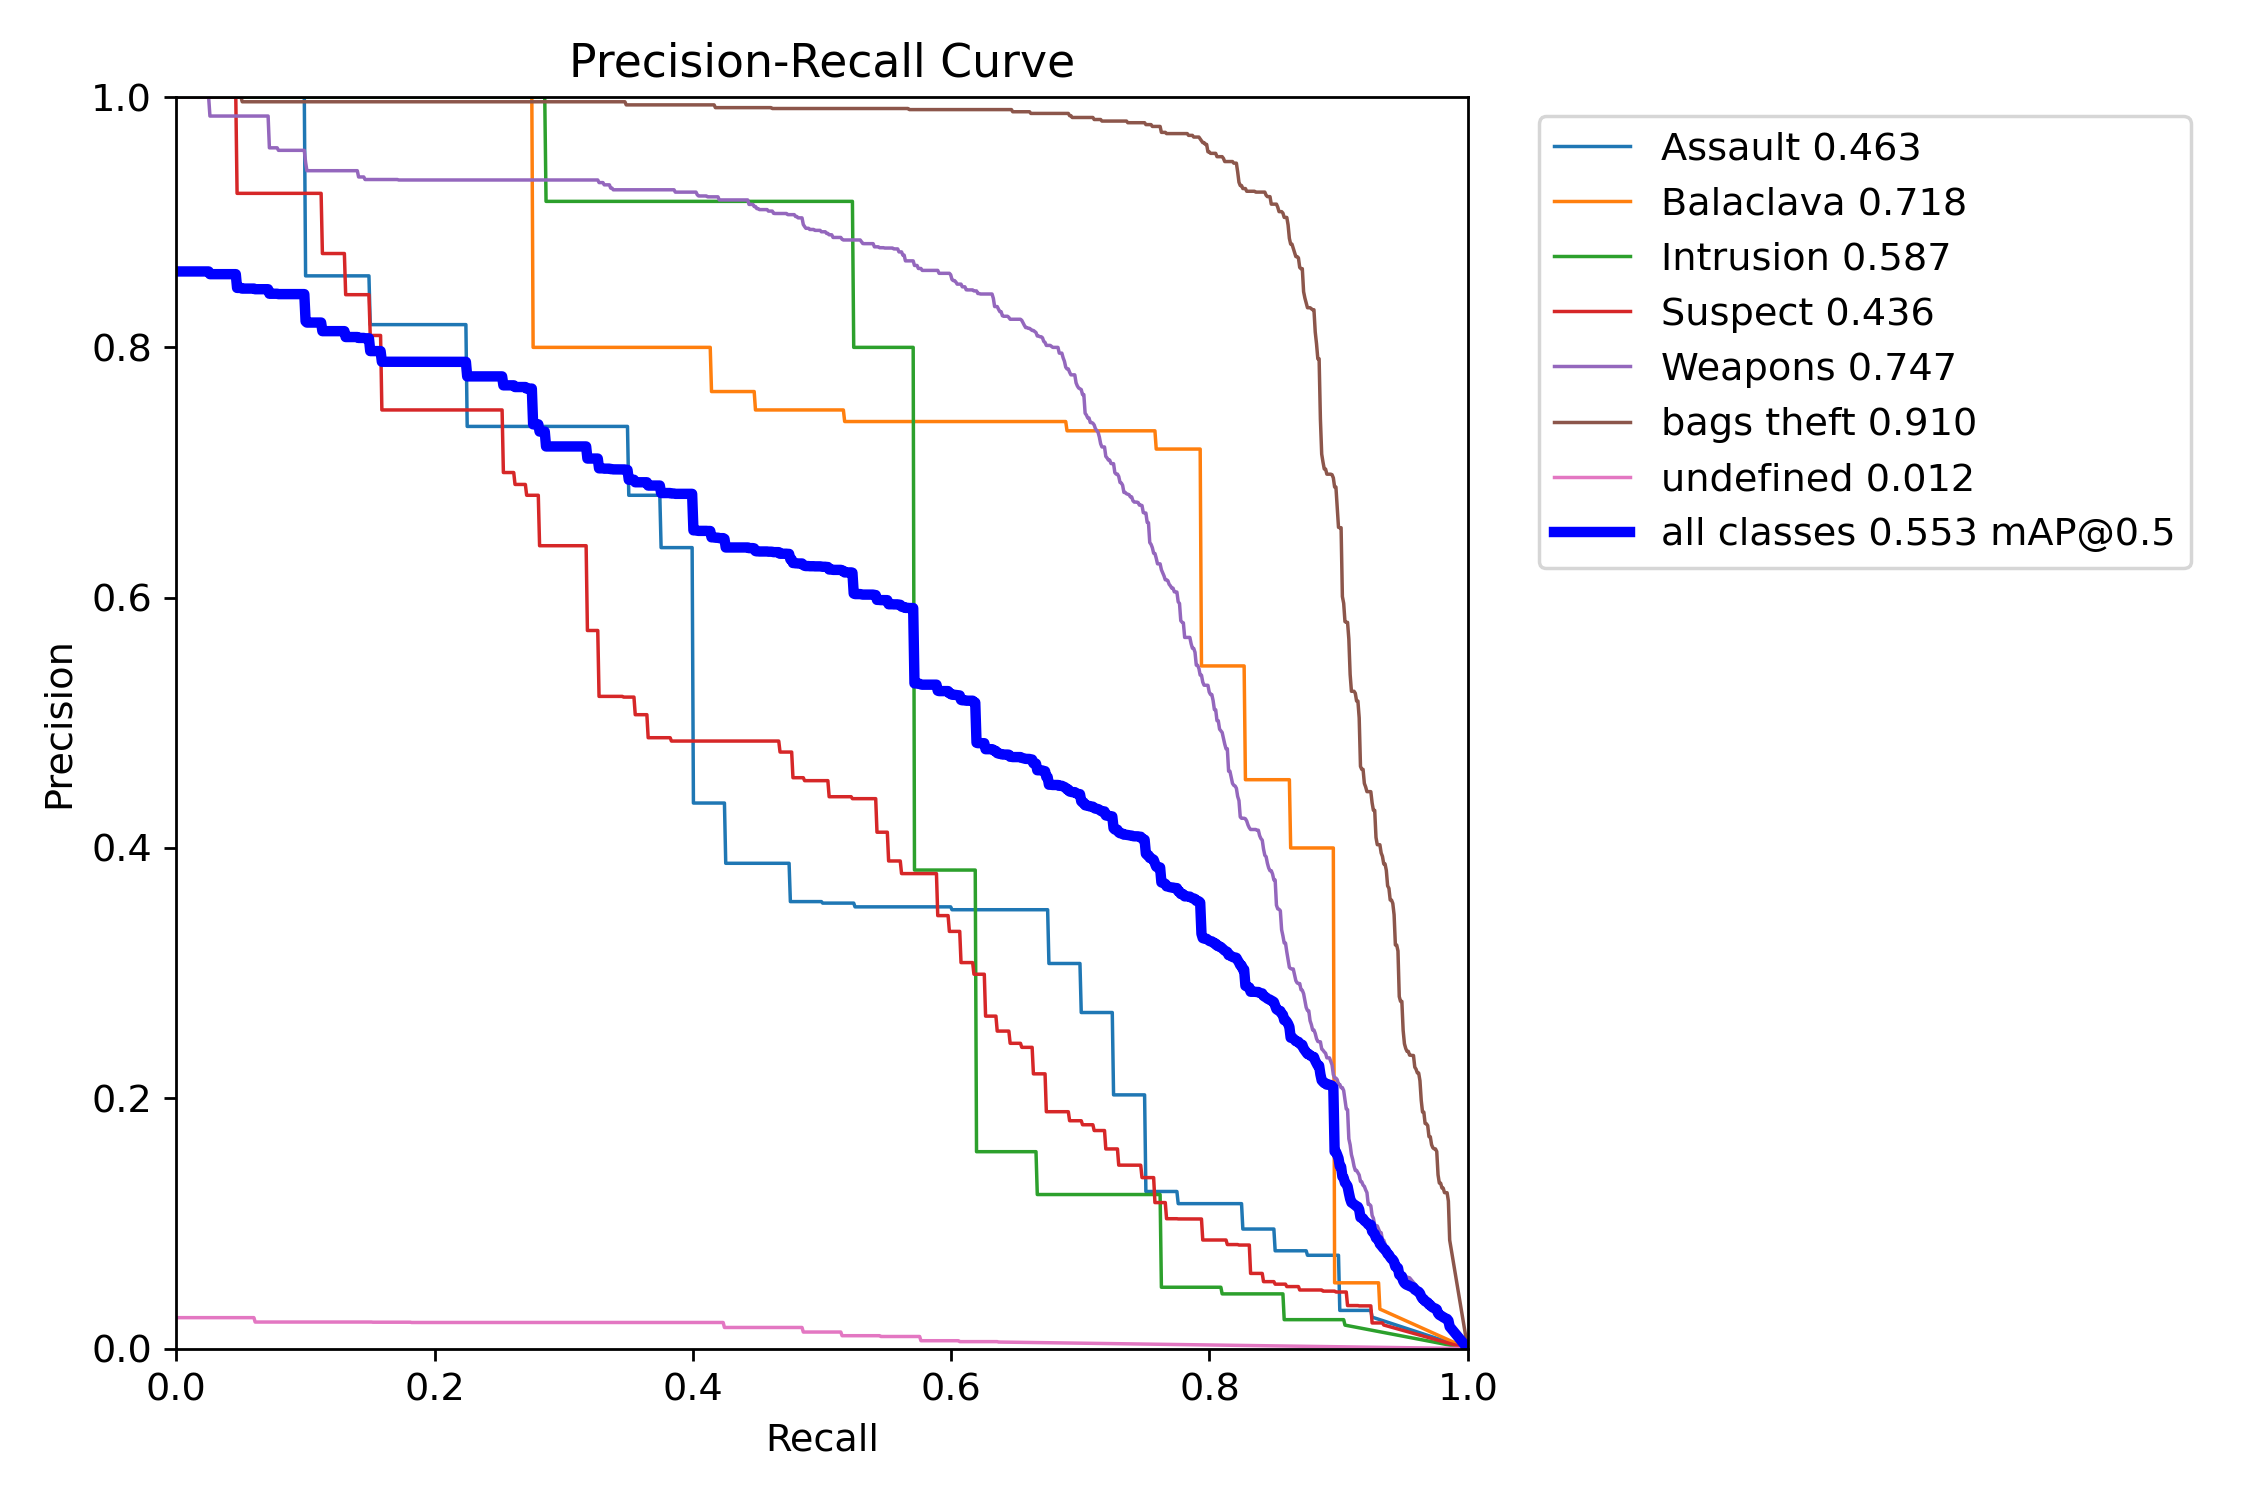 Precision-Recall Curve
1.0
0.8
0.6
0.4
0.2
0.0
Precision
0.0 0.2 0.4 0.6 0.8 1.0
Recall
Assault 0.463
Balaclava 0.718
Intrusion 0.587
Suspect 0.436
Weapons 0.747
bags theft 0.910
undefined 0.012
all classes 0.553 mAP@0.5